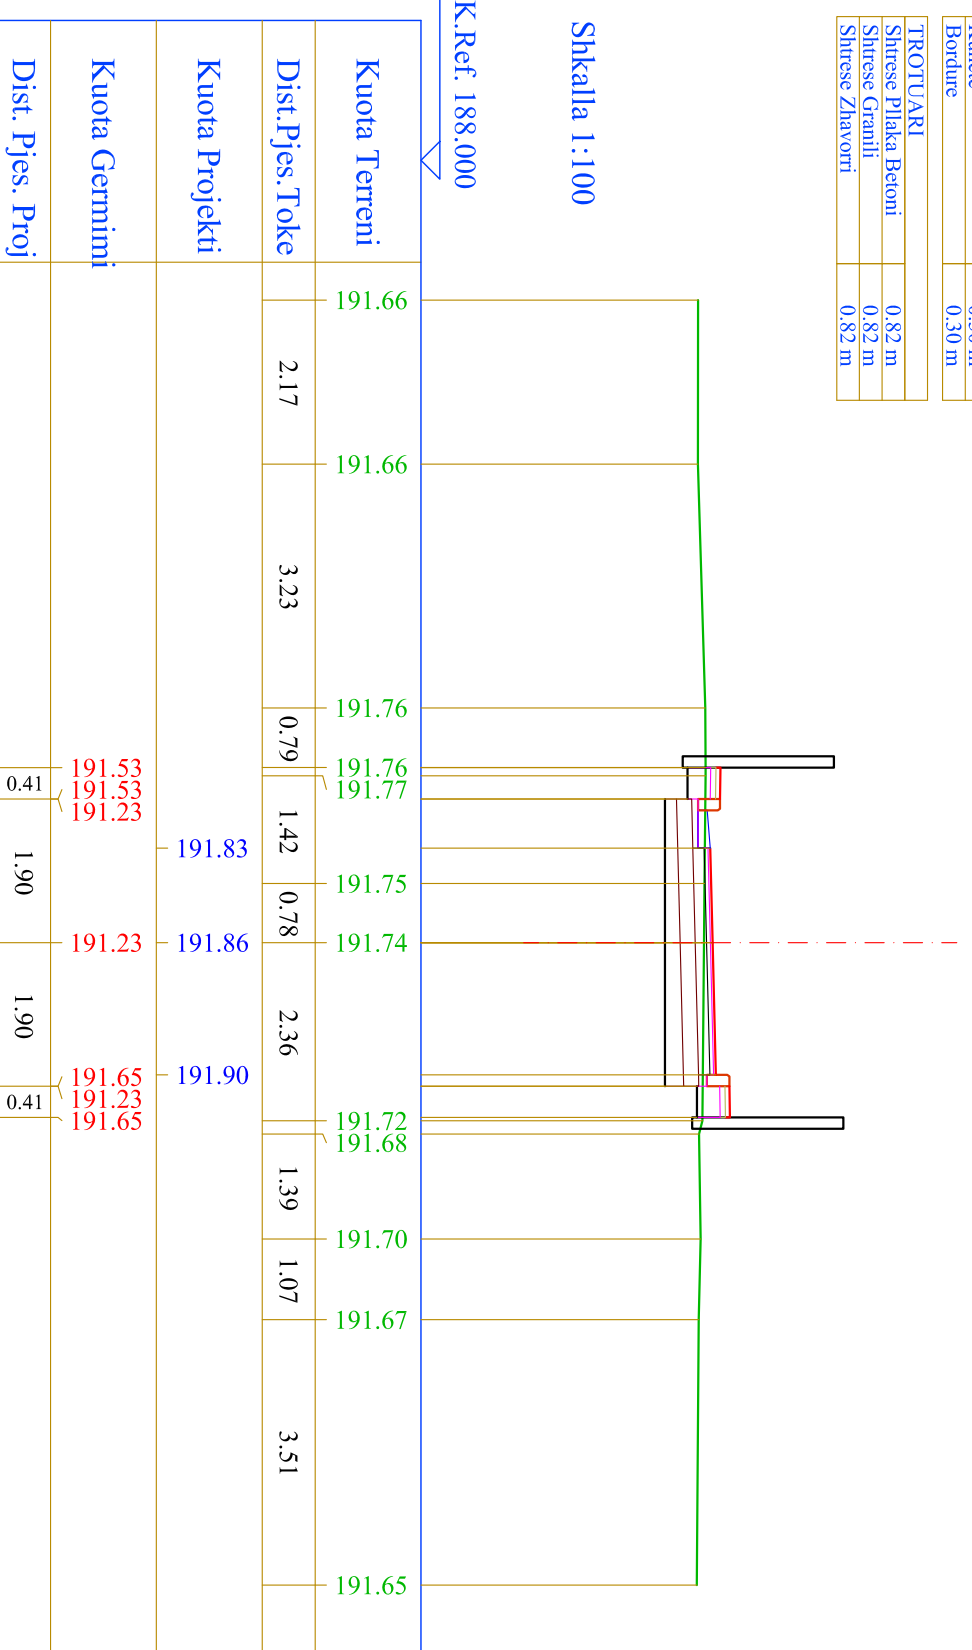 Bordure 0.30 m
TROTUARI
Shtrese Pllaka Betoni 0.82 m
Shtrese Granili 0.82 m
Shtrese Zhavorri 0.82 m
Shkalla 1:100
K.Ref. 188.000
Kuota Terreni 191.66 191.66 191.76 191.76 191.77 191.75 191.74 191.72 191.68 191.70 191.67 191.65
Dist.Pjes.Toke 2.17 3.23 0.79 1.42 0.78 2.36 1.39 1.07 3.51
Kuota Projekti 191.83 191.86 191.90
Kuota Germimi 191.53 191.53 191.23 191.23 191.65 191.23 191.65
Dist. Pjes. Proj 0.41 1.90 1.90 0.41